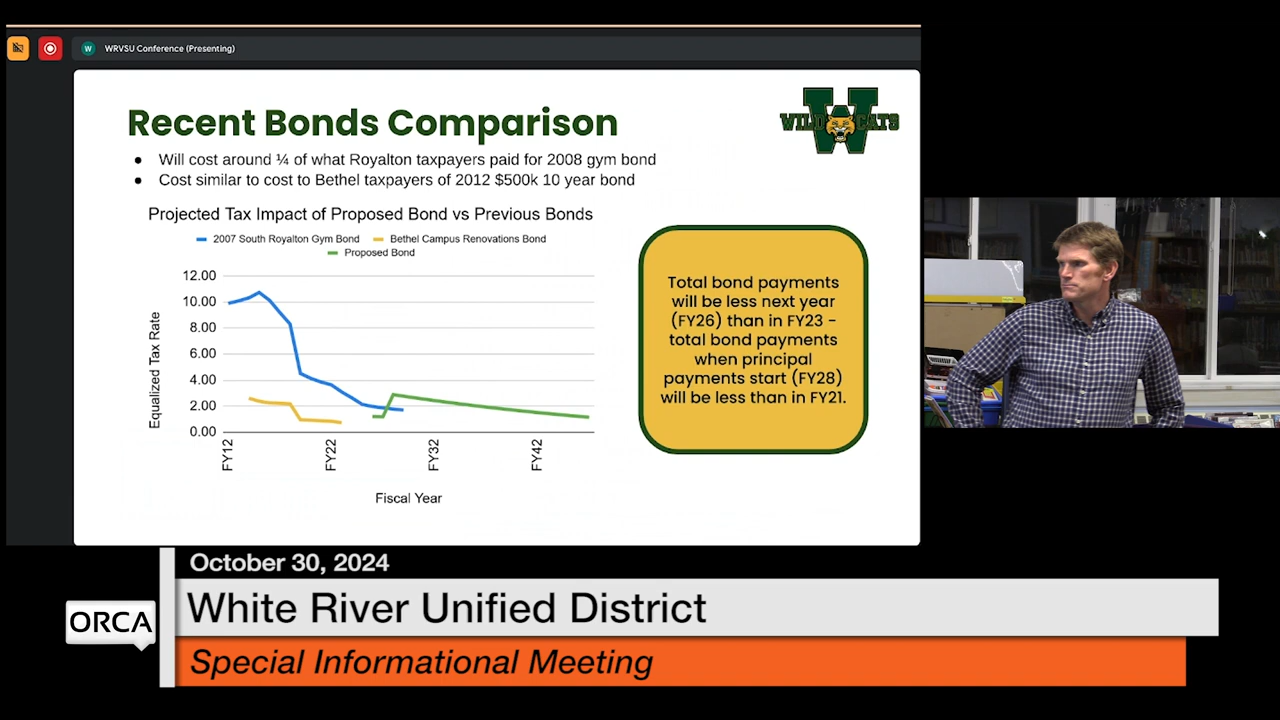 W
WRVSU Conference (Presenting)
Recent Bonds Comparison
W
WILDCATS
● Will cost around ¼ of what Royalton taxpayers paid for 2008 gym bond
● Cost similar to cost to Bethel taxpayers of 2012 $500k 10 year bond
Projected Tax Impact of Proposed Bond vs Previous Bonds
2007 South Royalton Gym Bond
Bethel Campus Renovations Bond
Proposed Bond
12.00
10.00
8.00
6.00
4.00
2.00
0.00
Equalized Tax Rate
FY12
FY22
FY32
FY42
Fiscal Year
Total bond payments
will be less next year
(FY26) than in FY23 -
total bond payments
when principal
payments start (FY28)
will be less than in FY21.
October 30, 2024
ORCA
White River Unified District
Special Informational Meeting